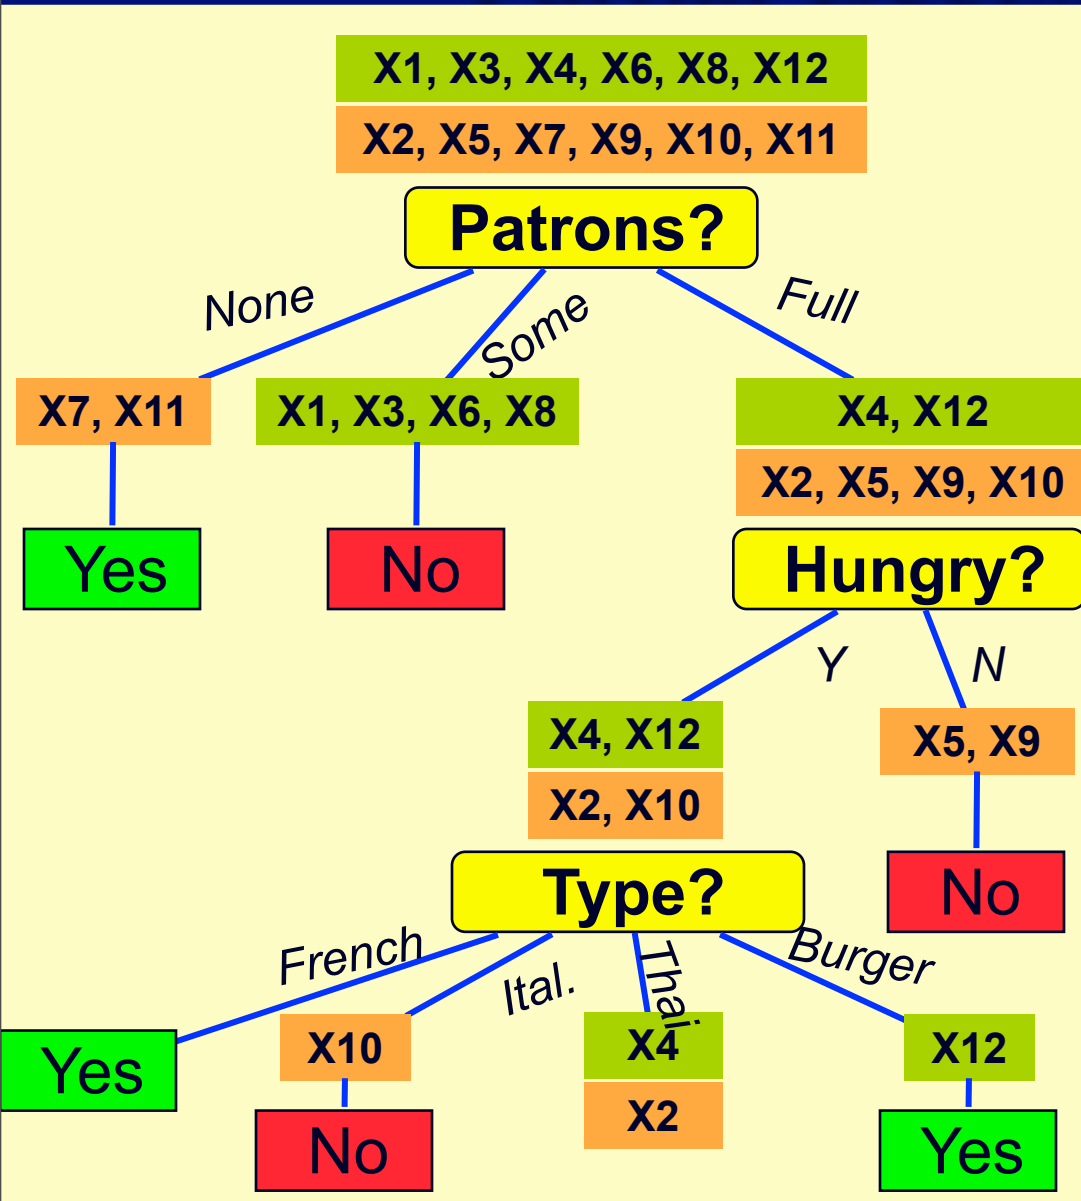 X1, X3, X4, X6, X8, X12
X2, X5, X7, X9, X10, X11
Patrons?
None
Some
Full
X7, X11
X1, X3, X6, X8
X4, X12
X2, X5, X9, X10
Yes
No
Hungry?
Y
N
X4, X12
X5, X9
X2, X10
Type?
No
French
Ital.
Thai
Burger
Yes
X10
X4
X12
X2
No
Yes